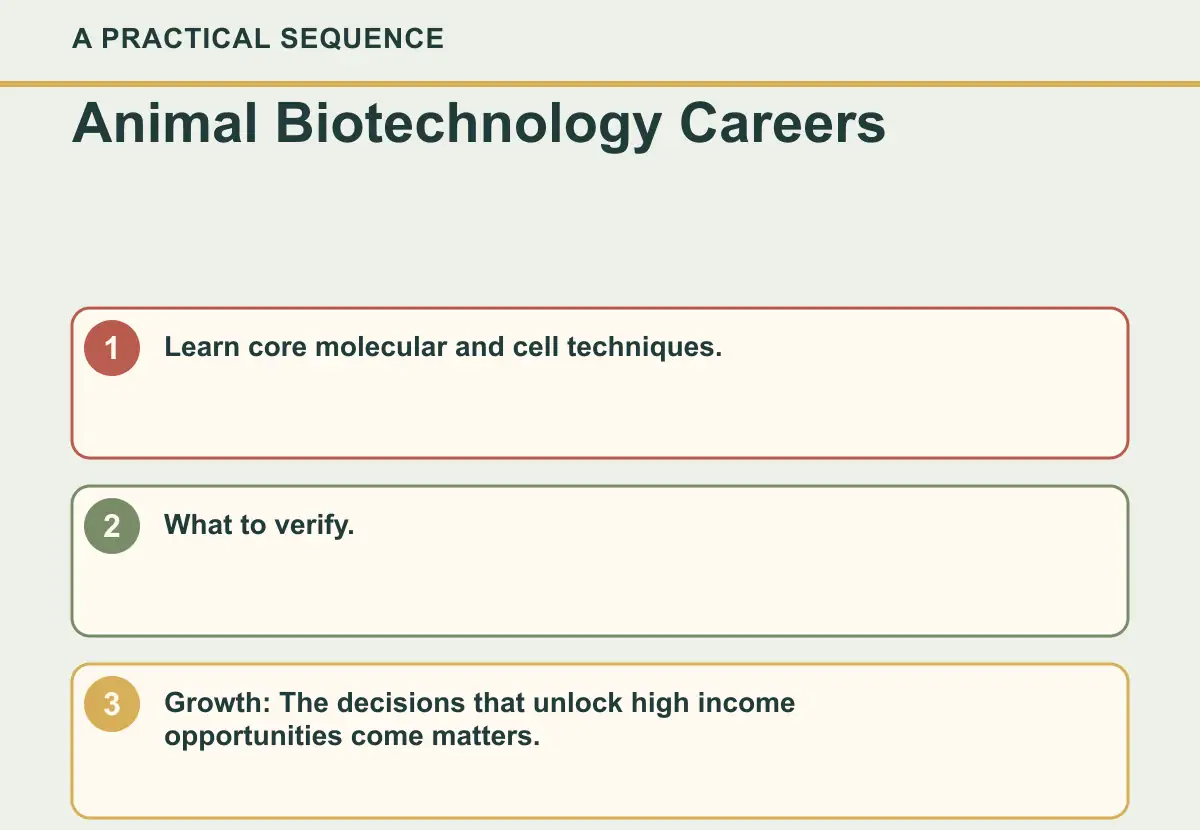 A PRACTICAL SEQUENCE
Animal Biotechnology Careers
1
Learn core molecular and cell techniques.
2
What to verify.
3
Growth: The decisions that unlock high income
opportunities come matters.